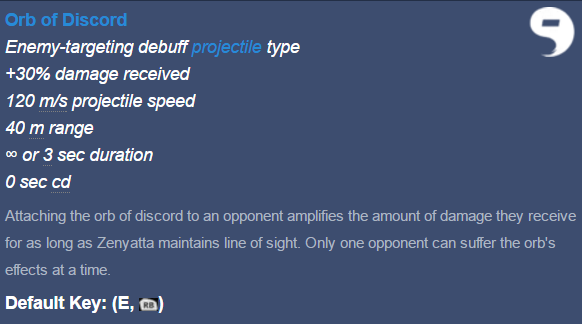 Orb of Discord
Enemy-targeting debuff projectile type
+30% damage received
120 m/s projectile speed
40 m range
∞ or 3 sec duration
0 sec cd
Attaching the orb of discord to an opponent amplifies the amount of damage they receive
for as long as Zenyatta maintains line of sight. Only one opponent can suffer the orb's
effects at a time.
Default Key: (E, RB)